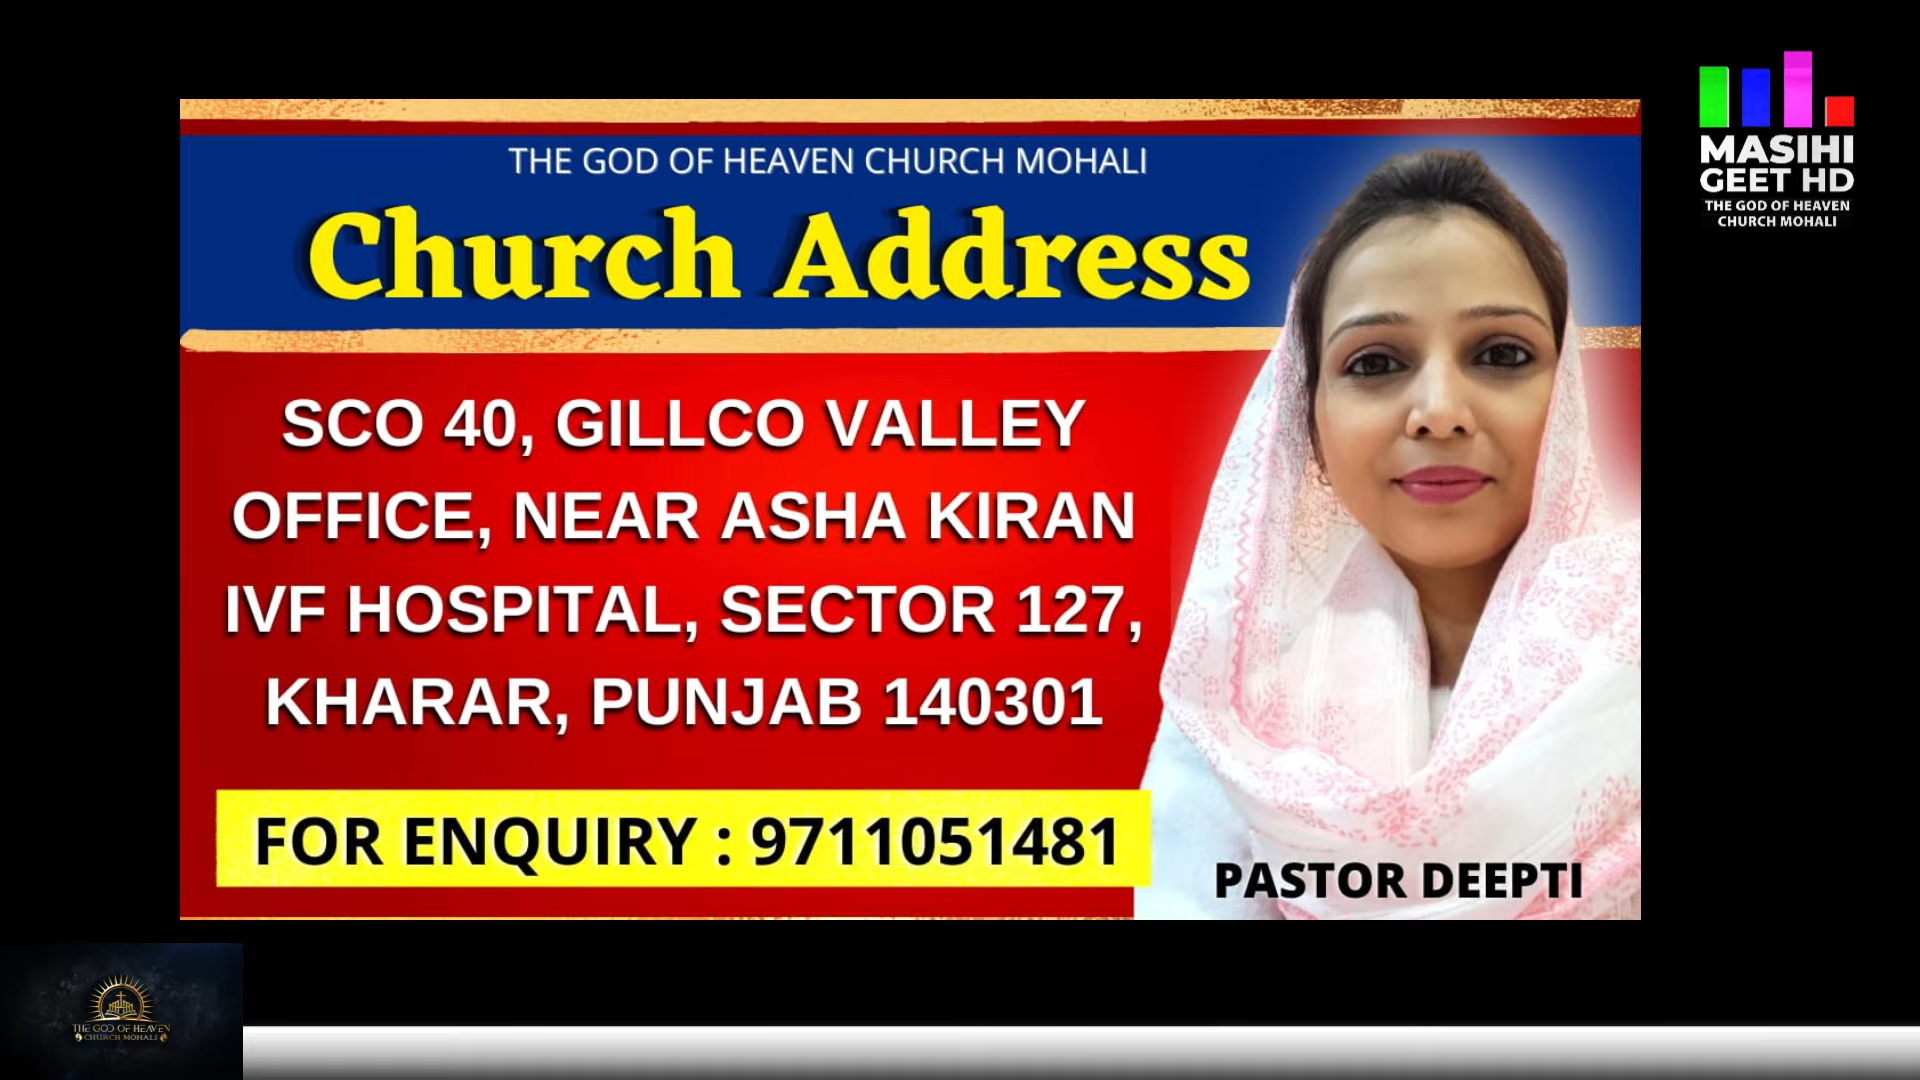 THE GOD OF HEAVEN CHURCH MOHALI
Church Address
SCO 40, GILLCO VALLEY
OFFICE, NEAR ASHA KIRAN
IVF HOSPITAL, SECTOR 127,
KHARAR, PUNJAB 140301
FOR ENQUIRY : 9711051481
PASTOR DEEPTI
MASIHI
GEET HD
THE GOD OF HEAVEN
CHURCH MOHALI
THE GOD OF HEAVEN
CHURCH MOHALI